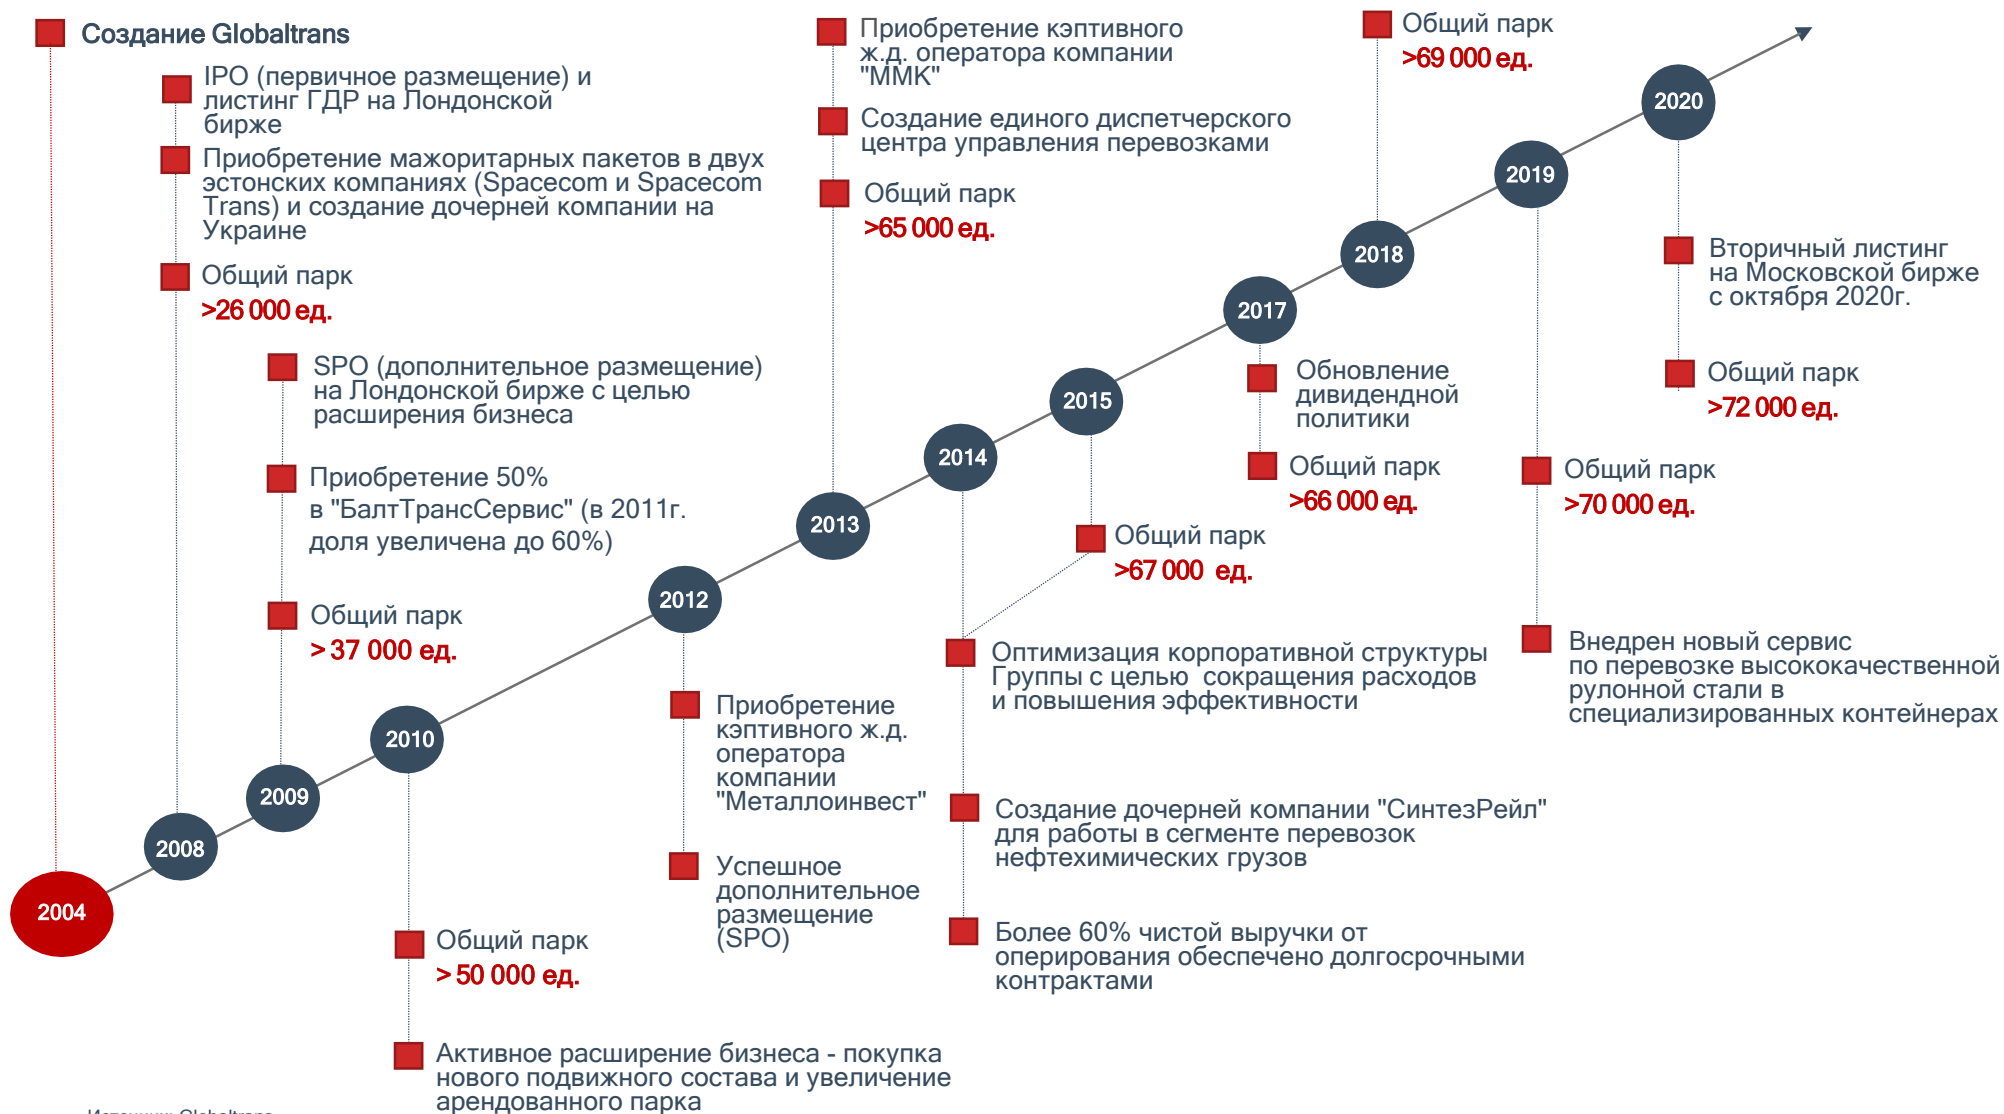 Создание Globaltrans
IPO (первичное размещение) и
листинг ГДР на Лондонской
бирже
Приобретение мажоритарных пакетов в двух
эстонских компаниях (Spacecom и Spacecom
Trans) и создание дочерней компании на
Украине
Общий парк
>26 000 ед.
SPO (дополнительное размещение)
на Лондонской бирже с целью
расширения бизнеса
Приобретение 50%
в "БалтТрансСервис" (в 2011г.
доля увеличена до 60%)
Общий парк
> 37 000 ед.
Приобретение кэптивного
ж.д. оператора компании
"ММК"
Создание единого диспетчерского
центра управления перевозками
Общий парк
>65 000 ед.
Общий парк
>69 000 ед.
2020
2019
2018
2017
2015
2014
2013
2012
2010
2009
2008
2004
Вторичный листинг
на Московской бирже
с октября 2020г.
Общий парк
>72 000 ед.
Обновление
дивидендной
политики
Общий парк
>66 000 ед.
Общий парк
>70 000 ед.
Внедрен новый сервис
по перевозке высококачественной
рулонной стали в
специализированных контейнерах
Общий парк
>67 000 ед.
Оптимизация корпоративной структуры
Группы с целью сокращения расходов
и повышения эффективности
Создание дочерней компании "СинтезРейл"
для работы в сегменте перевозок
нефтехимических грузов
Более 60% чистой выручки от
оперирования обеспечено долгосрочными
контрактами
Приобретение
кэптивного ж.д.
оператора
компании
"Металлоинвест"
Успешное
дополнительное
размещение
(SPO)
Общий парк
> 50 000 ед.
Активное расширение бизнеса - покупка
нового подвижного состава и увеличение
арендованного парка
Источник: Globaltrans